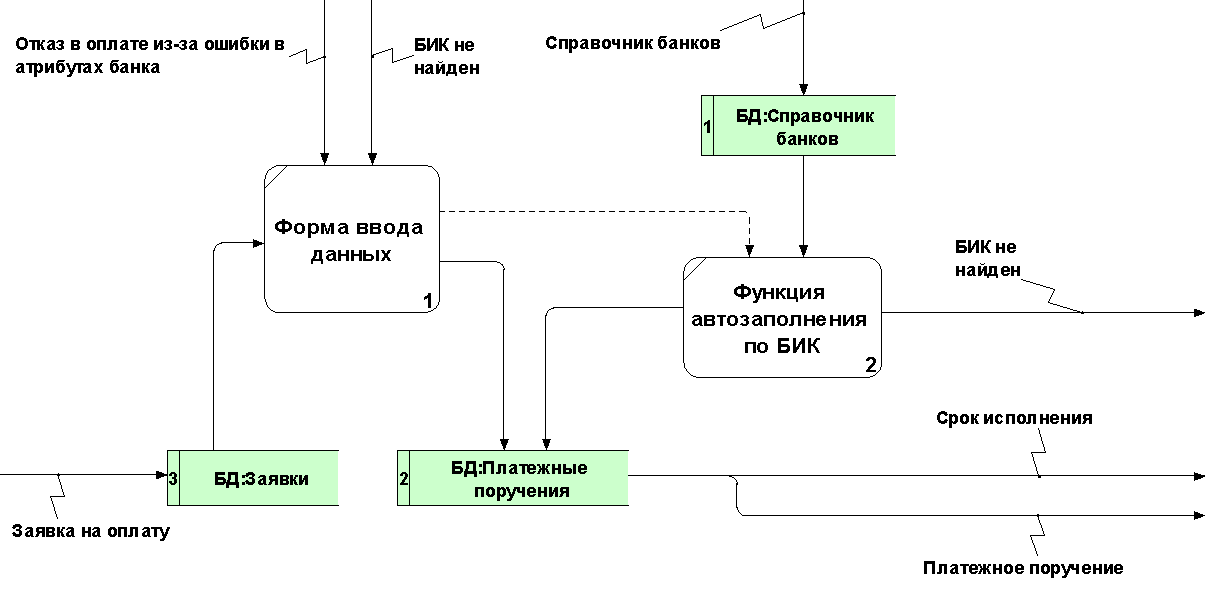 Отказ в оплате из-за ошибки в
атрибутах банка
БИК не
найден
Справочник банков
1
БД:Справочник
банков
Форма ввода
данных
1
Функция
автозаполнения
по БИК
2
БИК не
найден
Срок исполнения
3
БД:Заявки
2
БД:Платежные
поручения
Заявка на оплату
Платежное поручение